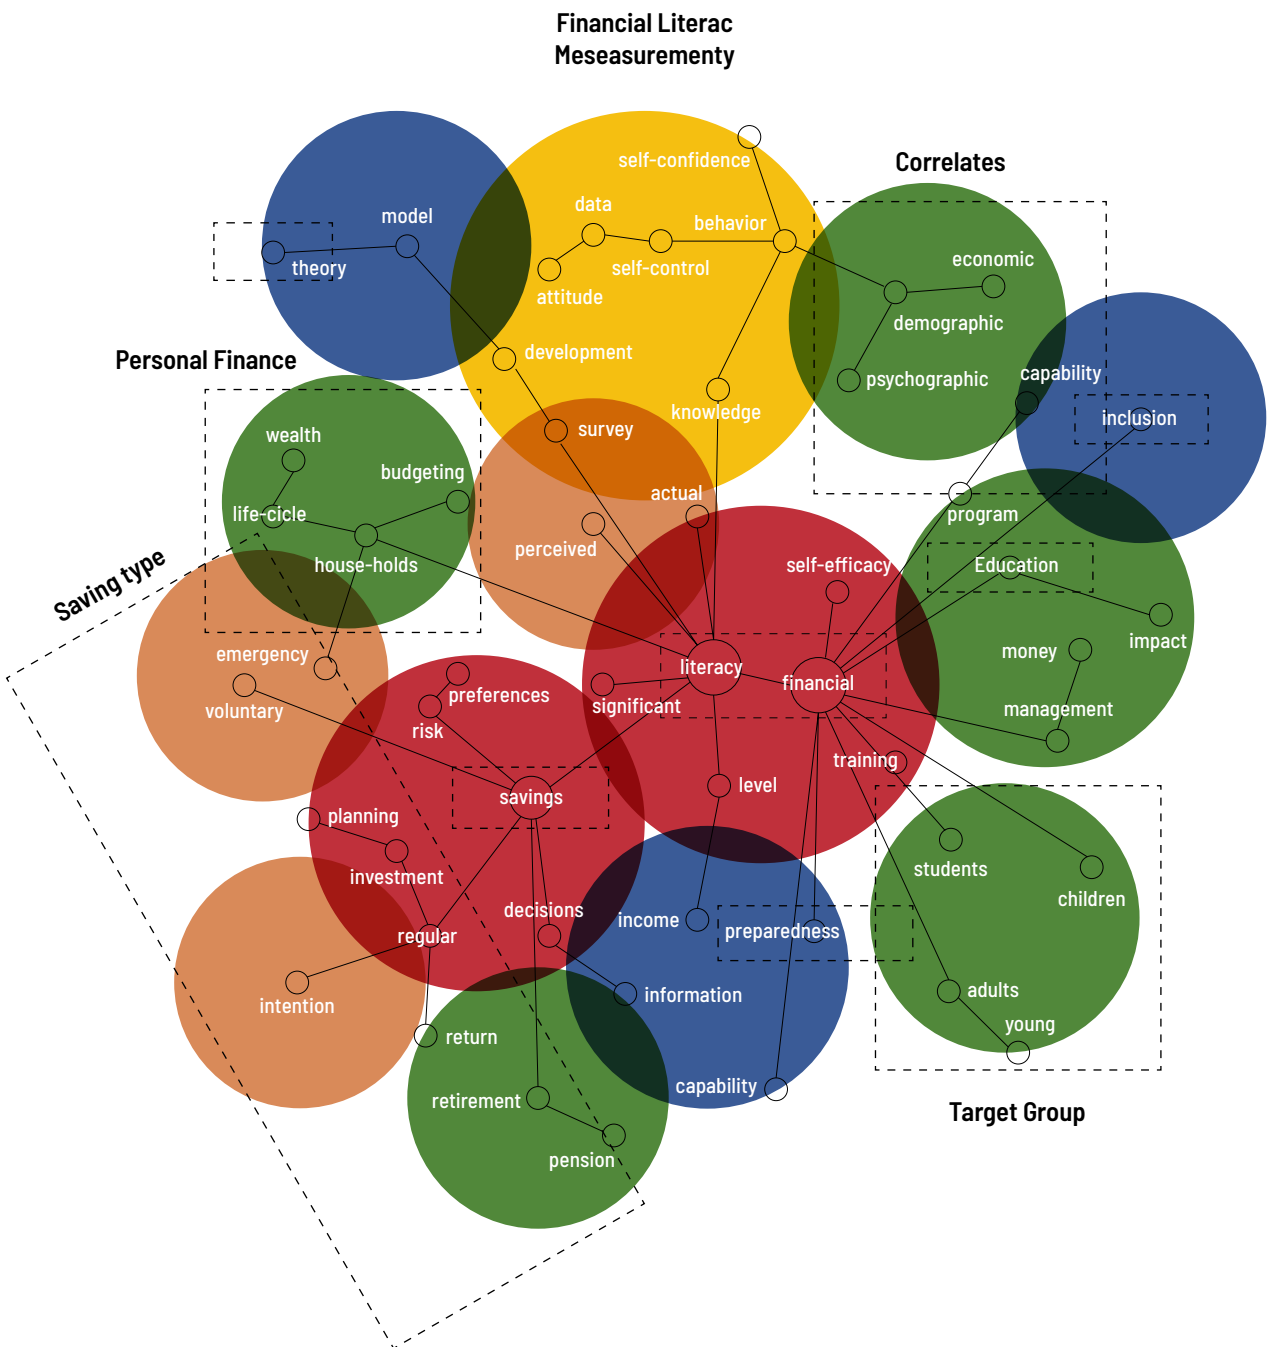 Financial Literac
Meseasurementy
self-confidence
Correlates
data
model
behavior
economic
theory
self-control
attitude
demographic
development
Personal Finance
capability
psychographic
knowledge
inclusion
survey
wealth
budgeting
actual
life-cicle
program
perceived
house-holds
Education
self-efficacy
Saving type
impact
emergency
money
literacy
financial
preferences
significant
voluntary
management
risk
training
level
savings
planning
students
investment
children
decisions
income
preparedness
regular
adults
information
intention
young
return
capability
retirement
Target Group
pension